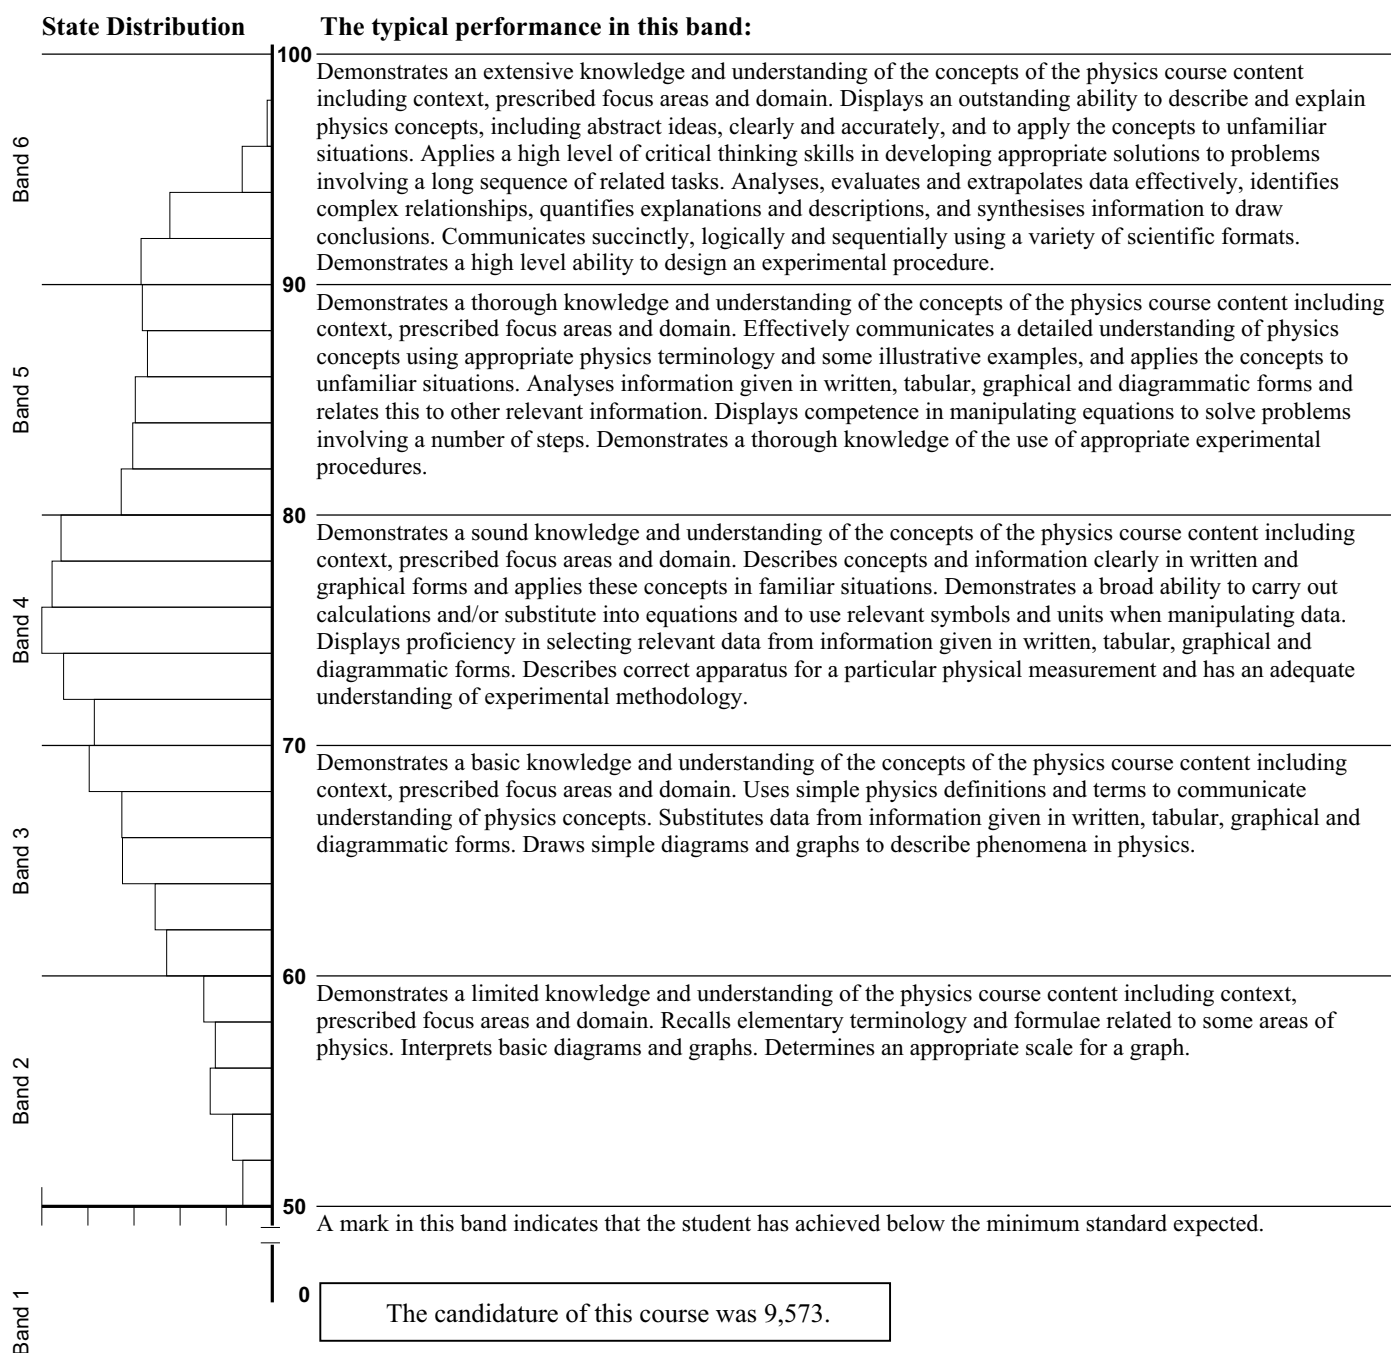 State Distribution
The typical performance in this band:
100
Band 6
Demonstrates an extensive knowledge and understanding of the concepts of the physics course content
including context, prescribed focus areas and domain. Displays an outstanding ability to describe and explain
physics concepts, including abstract ideas, clearly and accurately, and to apply the concepts to unfamiliar
situations. Applies a high level of critical thinking skills in developing appropriate solutions to problems
involving a long sequence of related tasks. Analyses, evaluates and extrapolates data effectively, identifies
complex relationships, quantifies explanations and descriptions, and synthesises information to draw
conclusions. Communicates succinctly, logically and sequentially using a variety of scientific formats.
Demonstrates a high level ability to design an experimental procedure.
90
Band 5
Demonstrates a thorough knowledge and understanding of the concepts of the physics course content including
context, prescribed focus areas and domain. Effectively communicates a detailed understanding of physics
concepts using appropriate physics terminology and some illustrative examples, and applies the concepts to
unfamiliar situations. Analyses information given in written, tabular, graphical and diagrammatic forms and
relates this to other relevant information. Displays competence in manipulating equations to solve problems
involving a number of steps. Demonstrates a thorough knowledge of the use of appropriate experimental
procedures.
80
Band 4
Demonstrates a sound knowledge and understanding of the concepts of the physics course content including
context, prescribed focus areas and domain. Describes concepts and information clearly in written and
graphical forms and applies these concepts in familiar situations. Demonstrates a broad ability to carry out
calculations and/or substitute into equations and to use relevant symbols and units when manipulating data.
Displays proficiency in selecting relevant data from information given in written, tabular, graphical and
diagrammatic forms. Describes correct apparatus for a particular physical measurement and has an adequate
understanding of experimental methodology.
70
Band 3
Demonstrates a basic knowledge and understanding of the concepts of the physics course content including
context, prescribed focus areas and domain. Uses simple physics definitions and terms to communicate
understanding of physics concepts. Substitutes data from information given in written, tabular, graphical and
diagrammatic forms. Draws simple diagrams and graphs to describe phenomena in physics.
60
Band 2
Demonstrates a limited knowledge and understanding of the physics course content including context,
prescribed focus areas and domain. Recalls elementary terminology and formulae related to some areas of
physics. Interprets basic diagrams and graphs. Determines an appropriate scale for a graph.
50
A mark in this band indicates that the student has achieved below the minimum standard expected.
0
Band 1
The candidature of this course was 9,573.